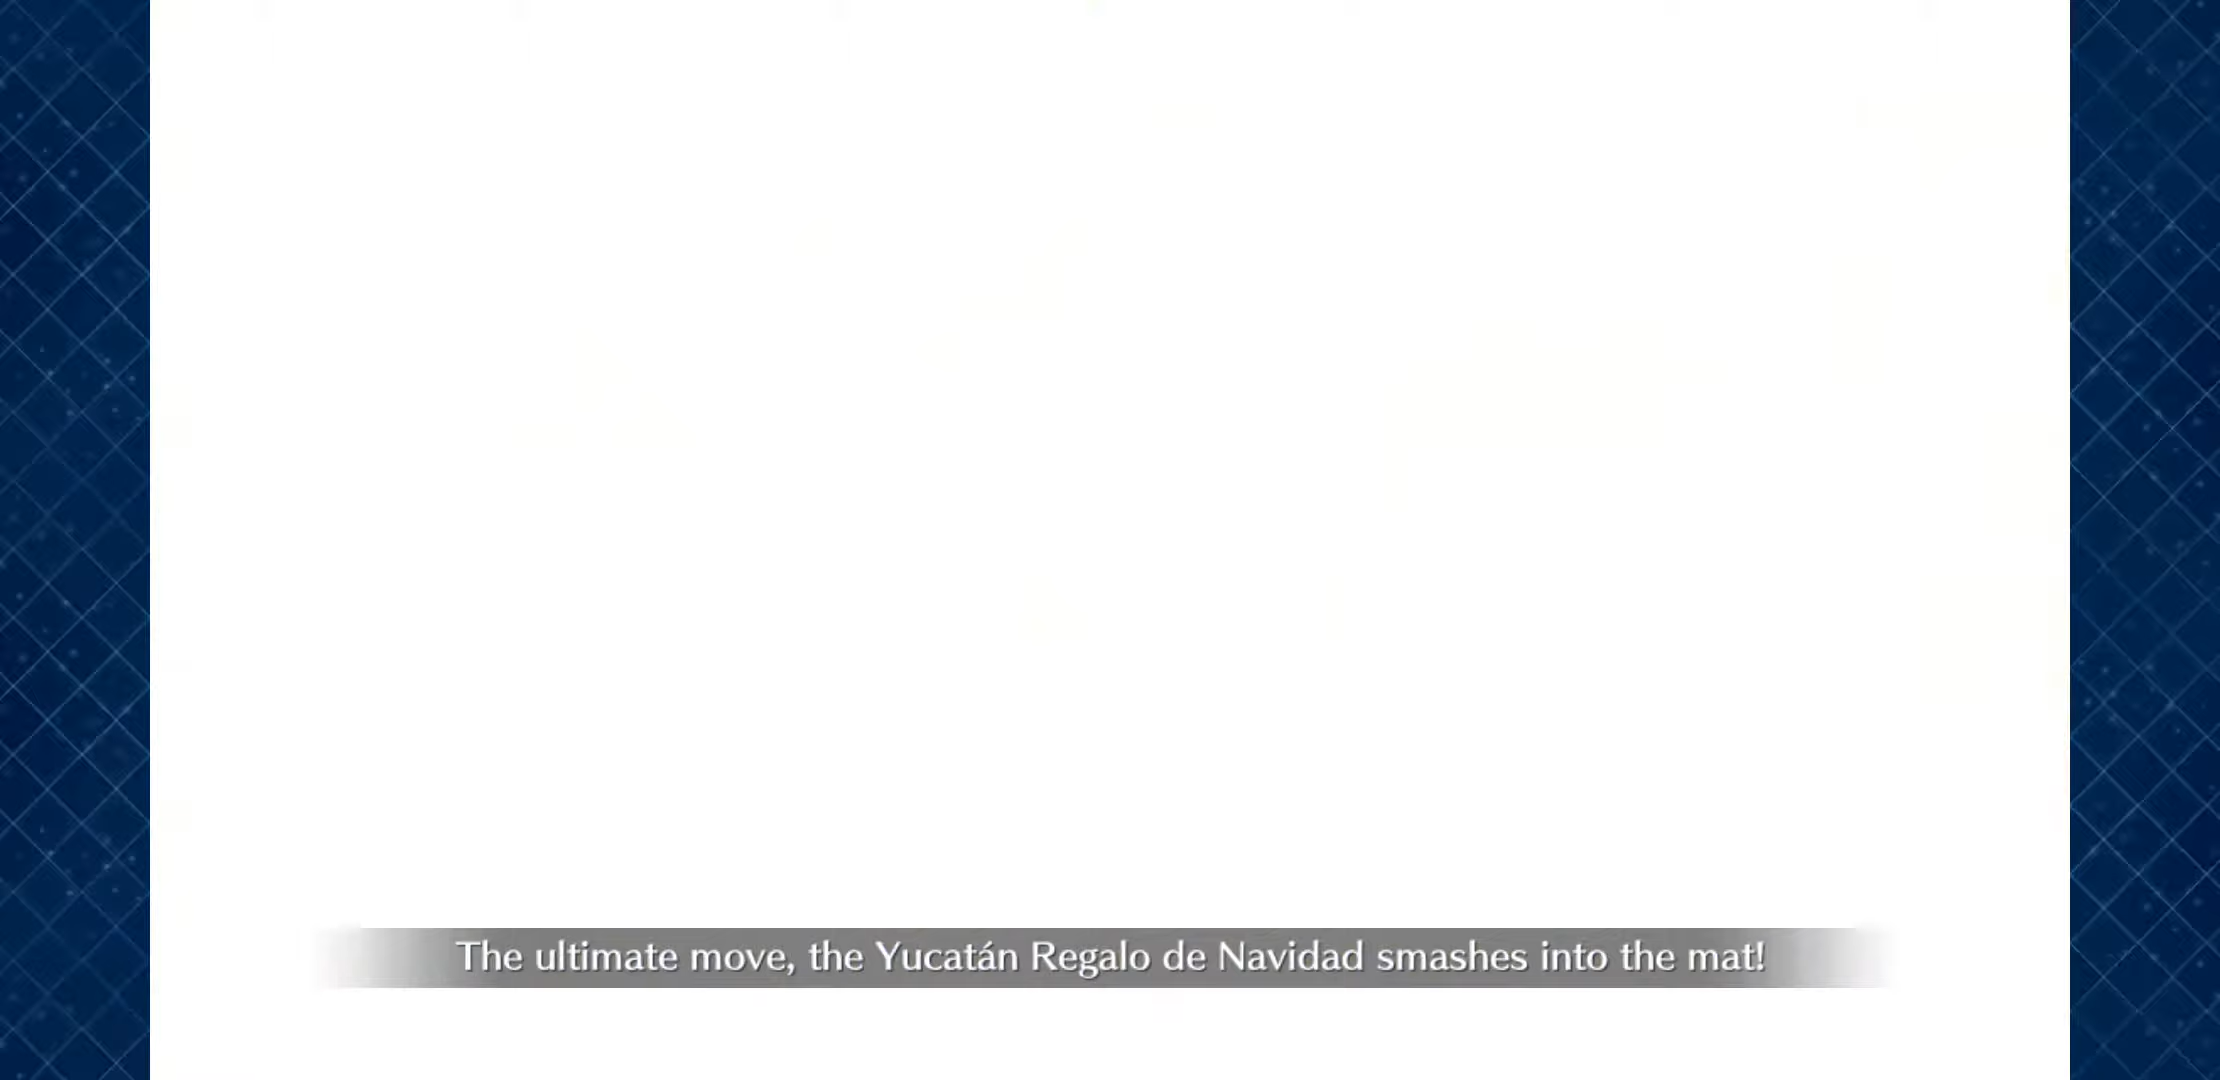 The ultimate move, the Yucatán Regalo de Navidad smashes into the mat!